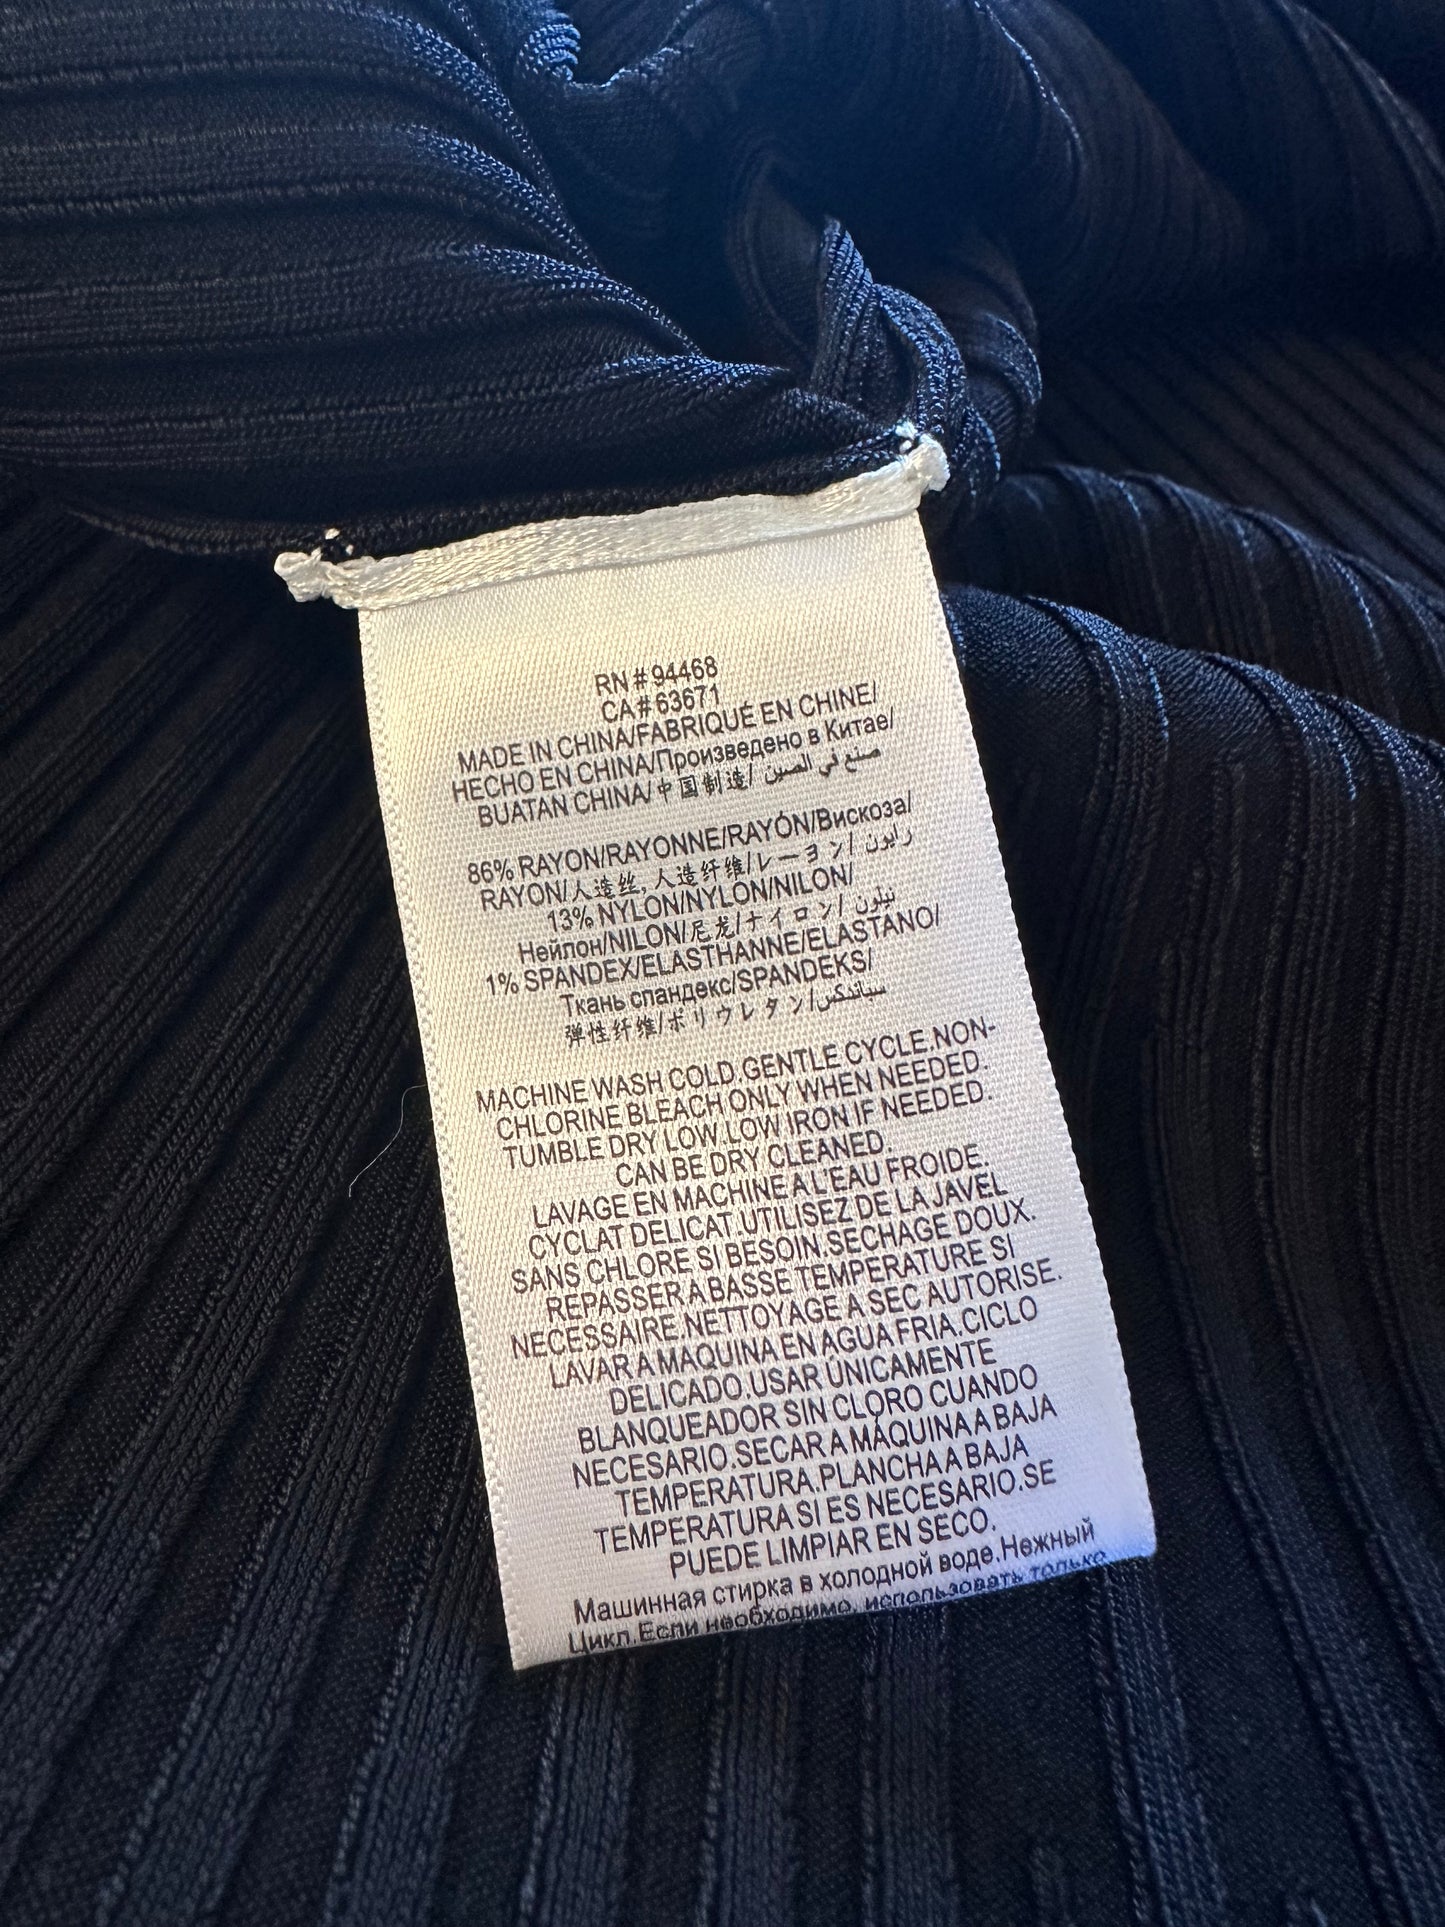 RN # 94468
CA # 63671
MADE IN CHINA/FABRIQUÉ EN CHINE/
HECHO EN CHINA/Произведено в Китае/
BUATAN CHINA/中国制造/ صنع في الصين
86% RAYON/RAYONNE/RAYÓN/Вискоза/
RAYON/人造丝,人造纤维/レーヨン/ رايون
13% NYLON/NYLON/NILON/
Нейлон/NILON/尼龙/ナイロン/ نيلون
1% SPANDEX/ELASTHANNE/ELASTANO/
Ткань спандекс/SPANDEKS/
弹性纤维/ポリウレタン/سباندكس
MACHINE WASH COLD.GENTLE CYCLE.NON-
CHLORINE BLEACH ONLY WHEN NEEDED.
TUMBLE DRY LOW.LOW IRON IF NEEDED.
CAN BE DRY CLEANED.
LAVAGE EN MACHINE A L'EAU FROIDE.
CYCLAT DELICAT.UTILISEZ DE LA JAVEL
SANS CHLORE SI BESOIN.SECHAGE DOUX.
REPASSER A BASSE TEMPERATURE SI
NECESSAIRE.NETTOYAGE A SEC AUTORISE.
LAVAR A MAQUINA EN AGUA FRIA.CICLO
DELICADO.USAR ÚNICAMENTE
BLANQUEADOR SIN CLORO CUANDO
NECESARIO.SECAR A MÁQUINA A BAJA
TEMPERATURA.PLANCHA A BAJA
TEMPERATURA SI ES NECESARIO.SE
PUEDE LIMPIAR EN SECO.
Машинная стирка в холодной воде.Нежный
Цикл.Если необходимо, использовать только